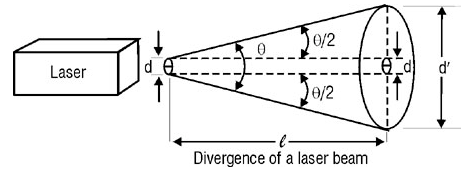 Laser
d
θ
θ/2
θ/2
d
d'
ℓ
Divergence of a laser beam